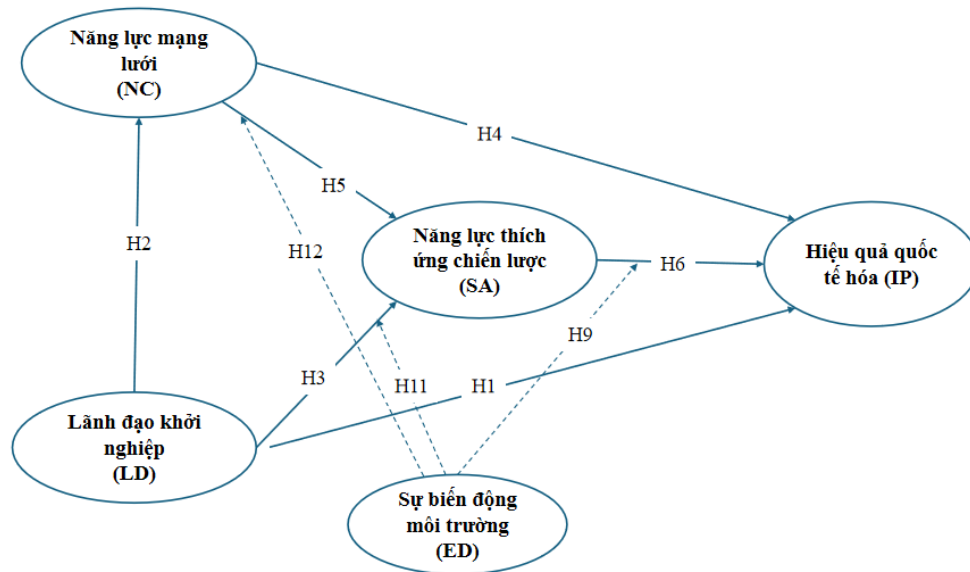 Năng lực mạng
lưới
(NC)
H4
H5
H2
H12
Năng lực thích
ứng chiến lược
(SA)
H6
Hiệu quả quốc
tế hóa (IP)
H9
H3
H11
H1
Lãnh đạo khởi
nghiệp
(LD)
Sự biến động
môi trường
(ED)